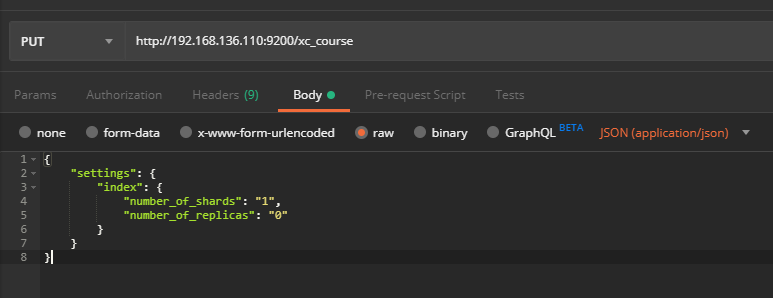 PUT http://192.168.136.110:9200/xc_course
Params Authorization Headers (9) Body Pre-request Script Tests
none form-data x-www-form-urlencoded raw binary GraphQL BETA JSON (application/json)
1 {
2 "settings": {
3 "index": {
4 "number_of_shards": "1",
5 "number_of_replicas": "0"
6 }
7 }
8 }